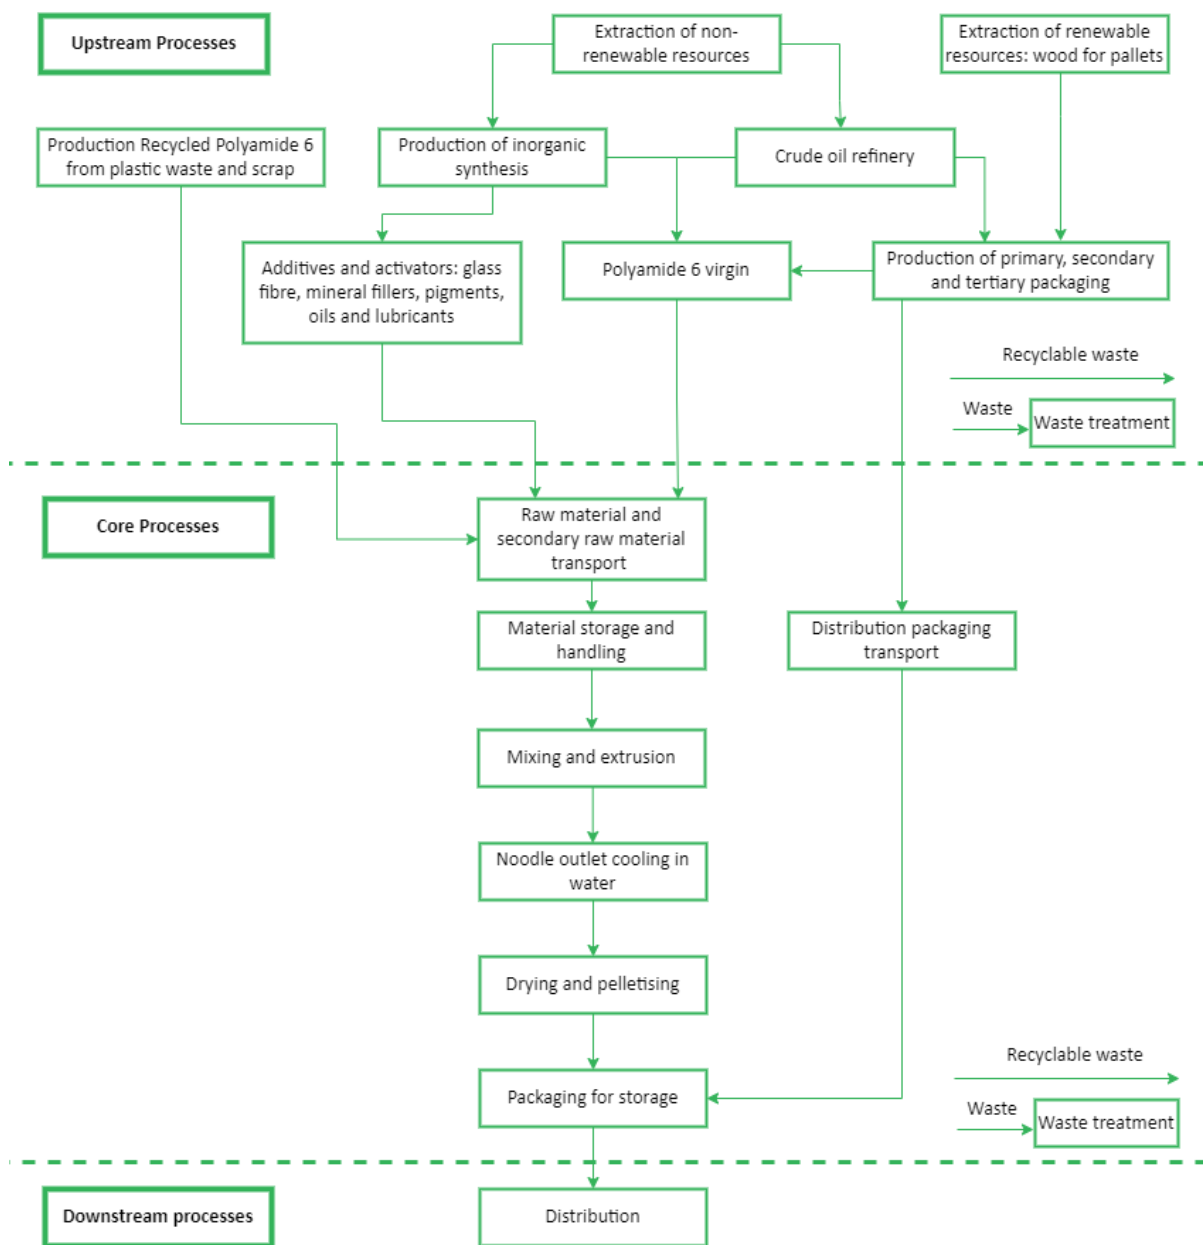 Upstream Processes
Extraction of non-
renewable resources
Extraction of renewable
resources: wood for pallets
Production Recycled Polyamide 6
from plastic waste and scrap
Production of inorganic
synthesis
Crude oil refinery
Additives and activators: glass
fibre, mineral fillers, pigments,
oils and lubricants
Polyamide 6 virgin
Production of primary, secondary
and tertiary packaging
Recyclable waste
Waste
Waste treatment
Core Processes
Raw material and
secondary raw material
transport
Material storage and
handling
Distribution packaging
transport
Mixing and extrusion
Noodle outlet cooling in
water
Drying and pelletising
Packaging for storage
Recyclable waste
Waste
Waste treatment
Downstream processes
Distribution